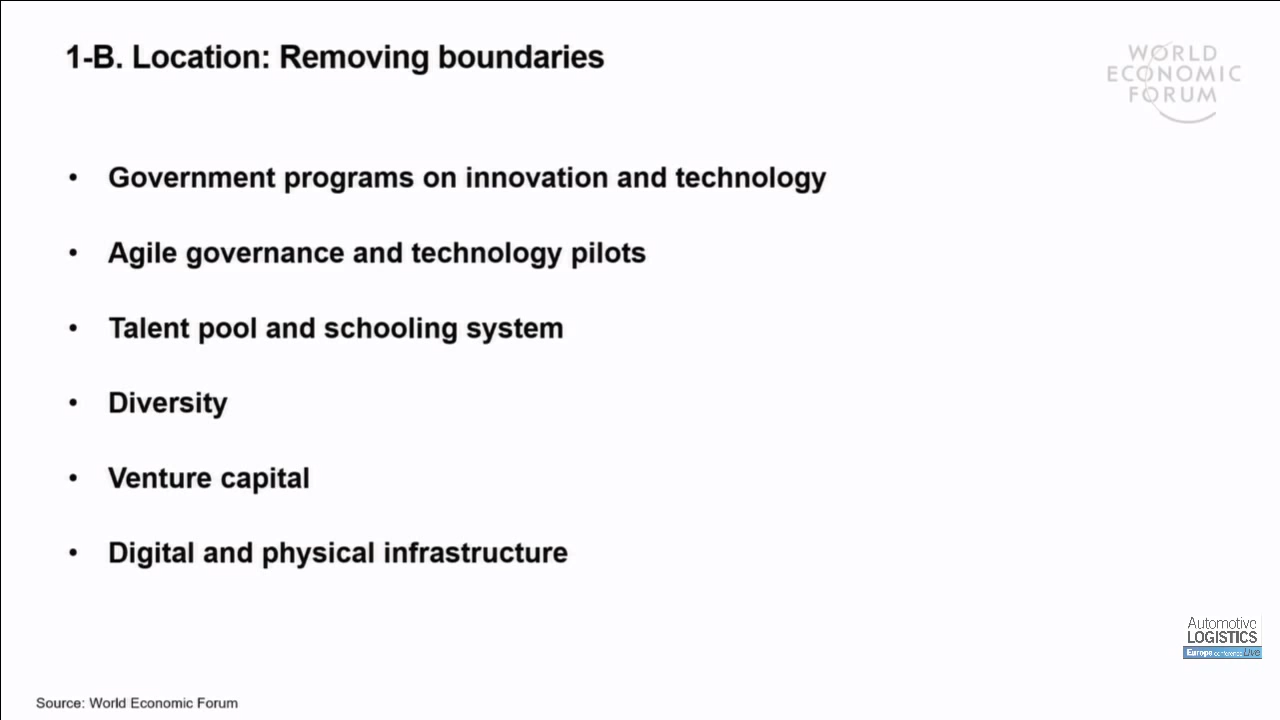 1-B. Location: Removing boundaries
WORLD
ECONOMIC
FORUM
• Government programs on innovation and technology
• Agile governance and technology pilots
• Talent pool and schooling system
• Diversity
• Venture capital
• Digital and physical infrastructure
Automotive
LOGISTICS
Europe conference Live
Source: World Economic Forum